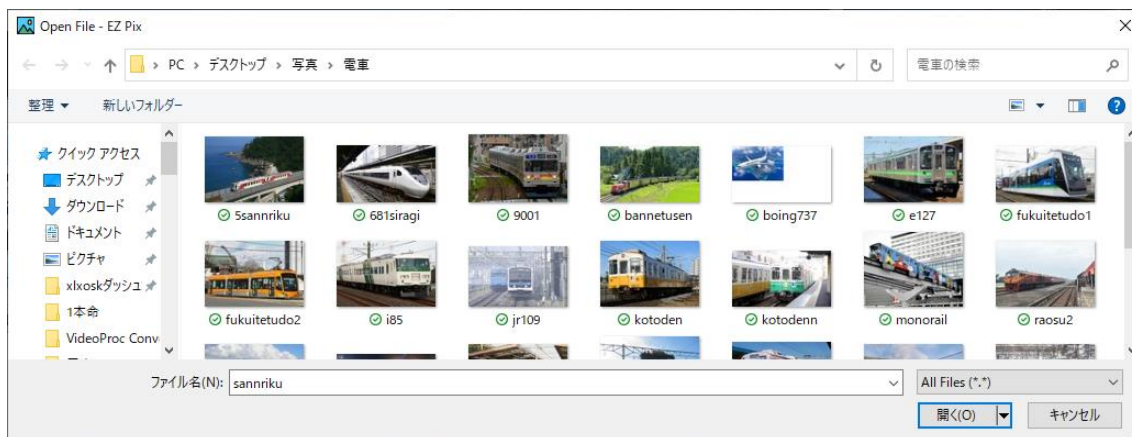 Open File - EZ Pix
PC › デスクトップ › 写真 › 電車
電車の検索
整理 新しいフォルダー
クイック アクセス
デスクトップ
ダウンロード
ドキュメント
ピクチャ
xlxoskダッシュ
1本命
VideoProc Conv
5sannriku 681siragi 9001 bannetusen boing737 e127 fukuitetudo1
fukuitetudo2 i85 jr109 kotoden kotodenn monorail raosu2
ファイル名(N): sannriku All Files (*.*)
開く(O) キャンセル